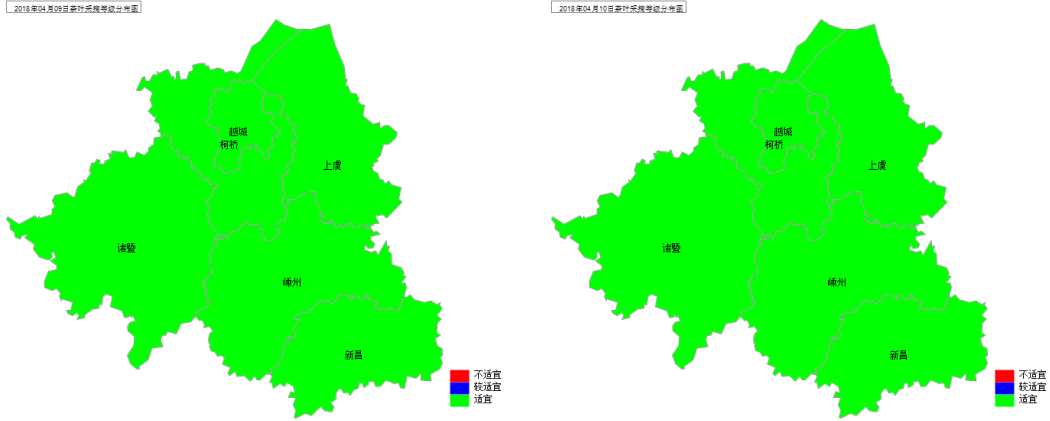 2018年04月09日茶叶采摘等级分布图
越城
柯桥
上虞
诸暨
嵊州
新昌
不适宜
较适宜
适宜
2018年04月10日茶叶采摘等级分布图
越城
柯桥
上虞
诸暨
嵊州
新昌
不适宜
较适宜
适宜